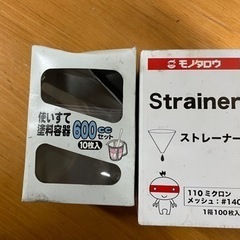 使いすて
塗料容器
600cc
セット
10枚入
モノタロウ
Strainer
ストレーナー
110ミクロン
メッシュ:#140
1箱100枚入